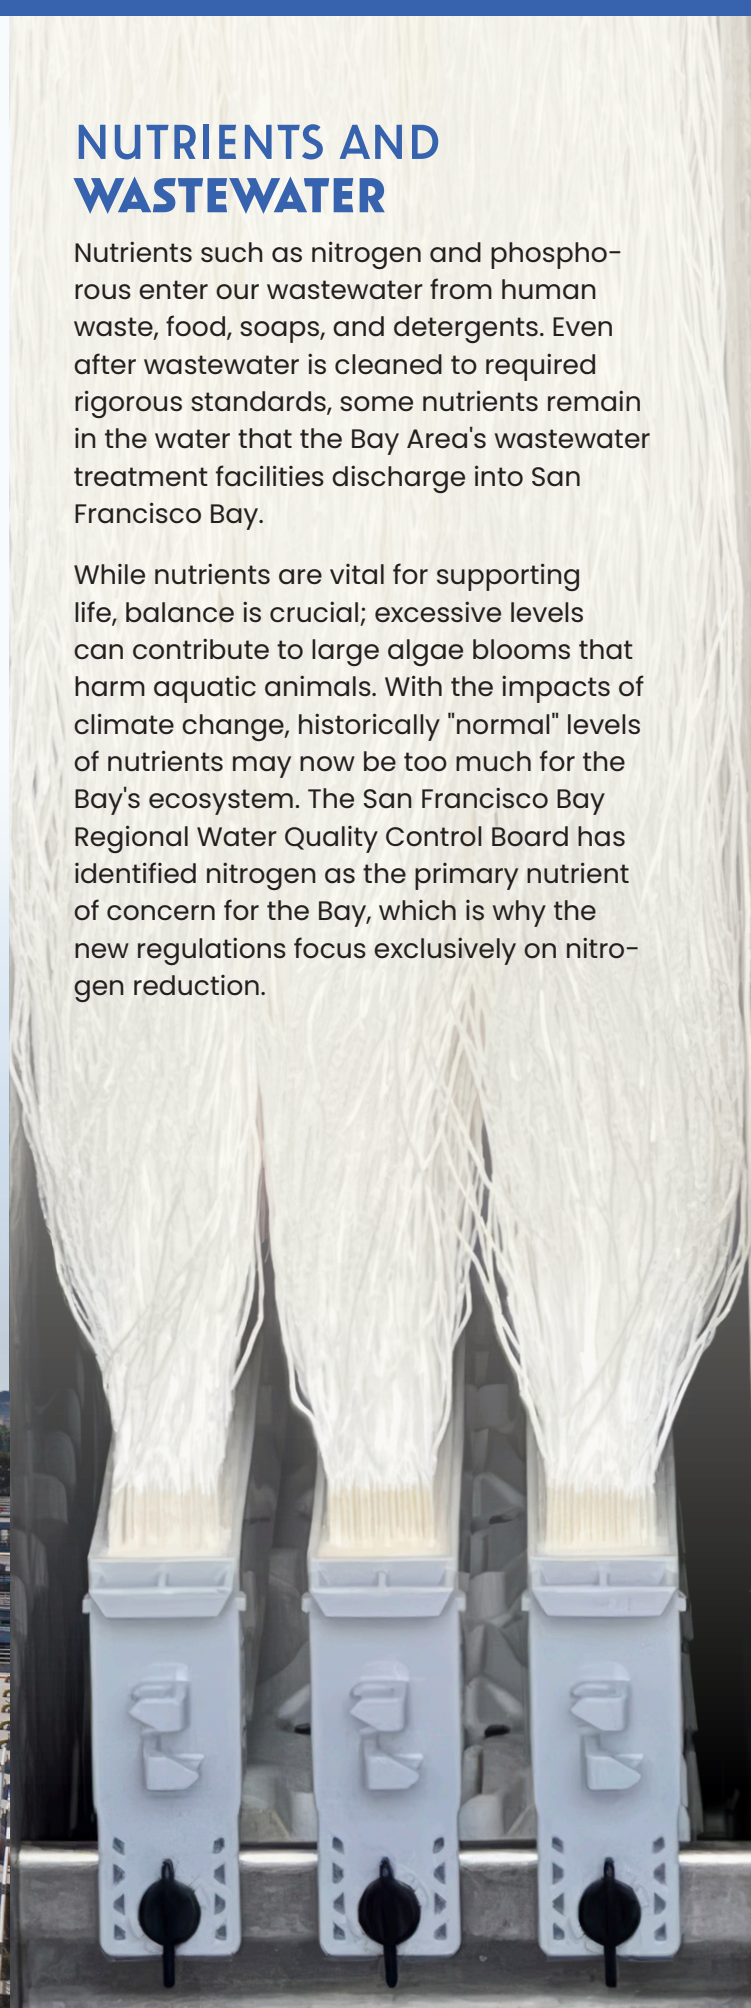 NUTRIENTS AND
WASTEWATER
Nutrients such as nitrogen and phospho-
rous enter our wastewater from human
waste, food, soaps, and detergents. Even
after wastewater is cleaned to required
rigorous standards, some nutrients remain
in the water that the Bay Area's wastewater
treatment facilities discharge into San
Francisco Bay.
While nutrients are vital for supporting
life, balance is crucial; excessive levels
can contribute to large algae blooms that
harm aquatic animals. With the impacts of
climate change, historically "normal" levels
of nutrients may now be too much for the
Bay's ecosystem. The San Francisco Bay
Regional Water Quality Control Board has
identified nitrogen as the primary nutrient
of concern for the Bay, which is why the
new regulations focus exclusively on nitro-
gen reduction.